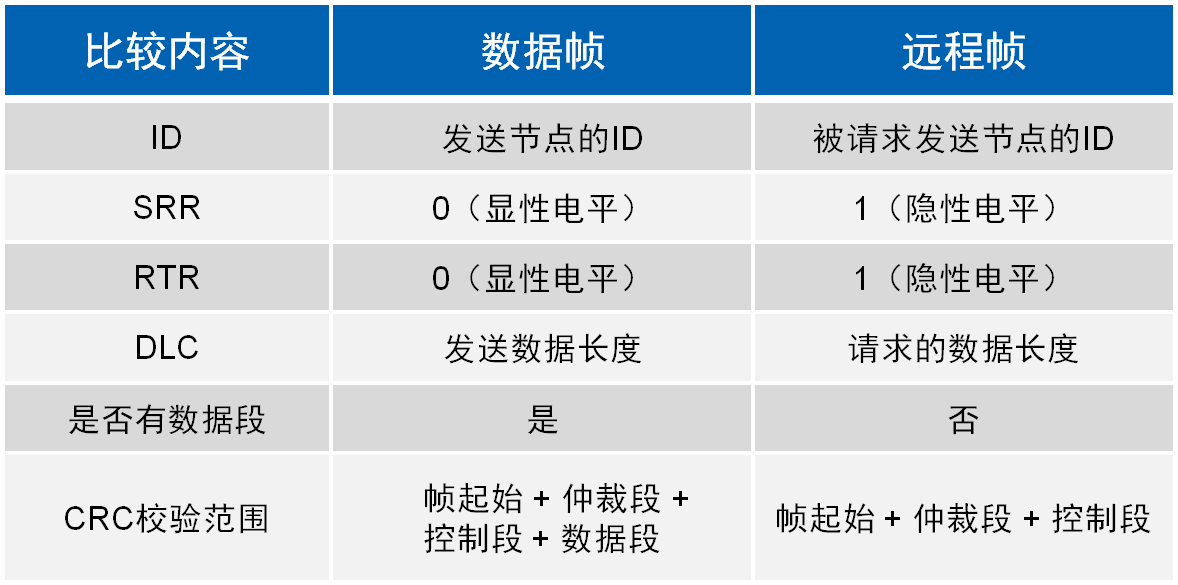 比较内容 数据帧 远程帧
ID 发送节点的ID 被请求发送节点的ID
SRR 0（显性电平） 1（隐性电平）
RTR 0（显性电平） 1（隐性电平）
DLC 发送数据长度 请求的数据长度
是否有数据段 是 否
CRC校验范围 帧起始 + 仲裁段 +
控制段 + 数据段 帧起始 + 仲裁段 + 控制段